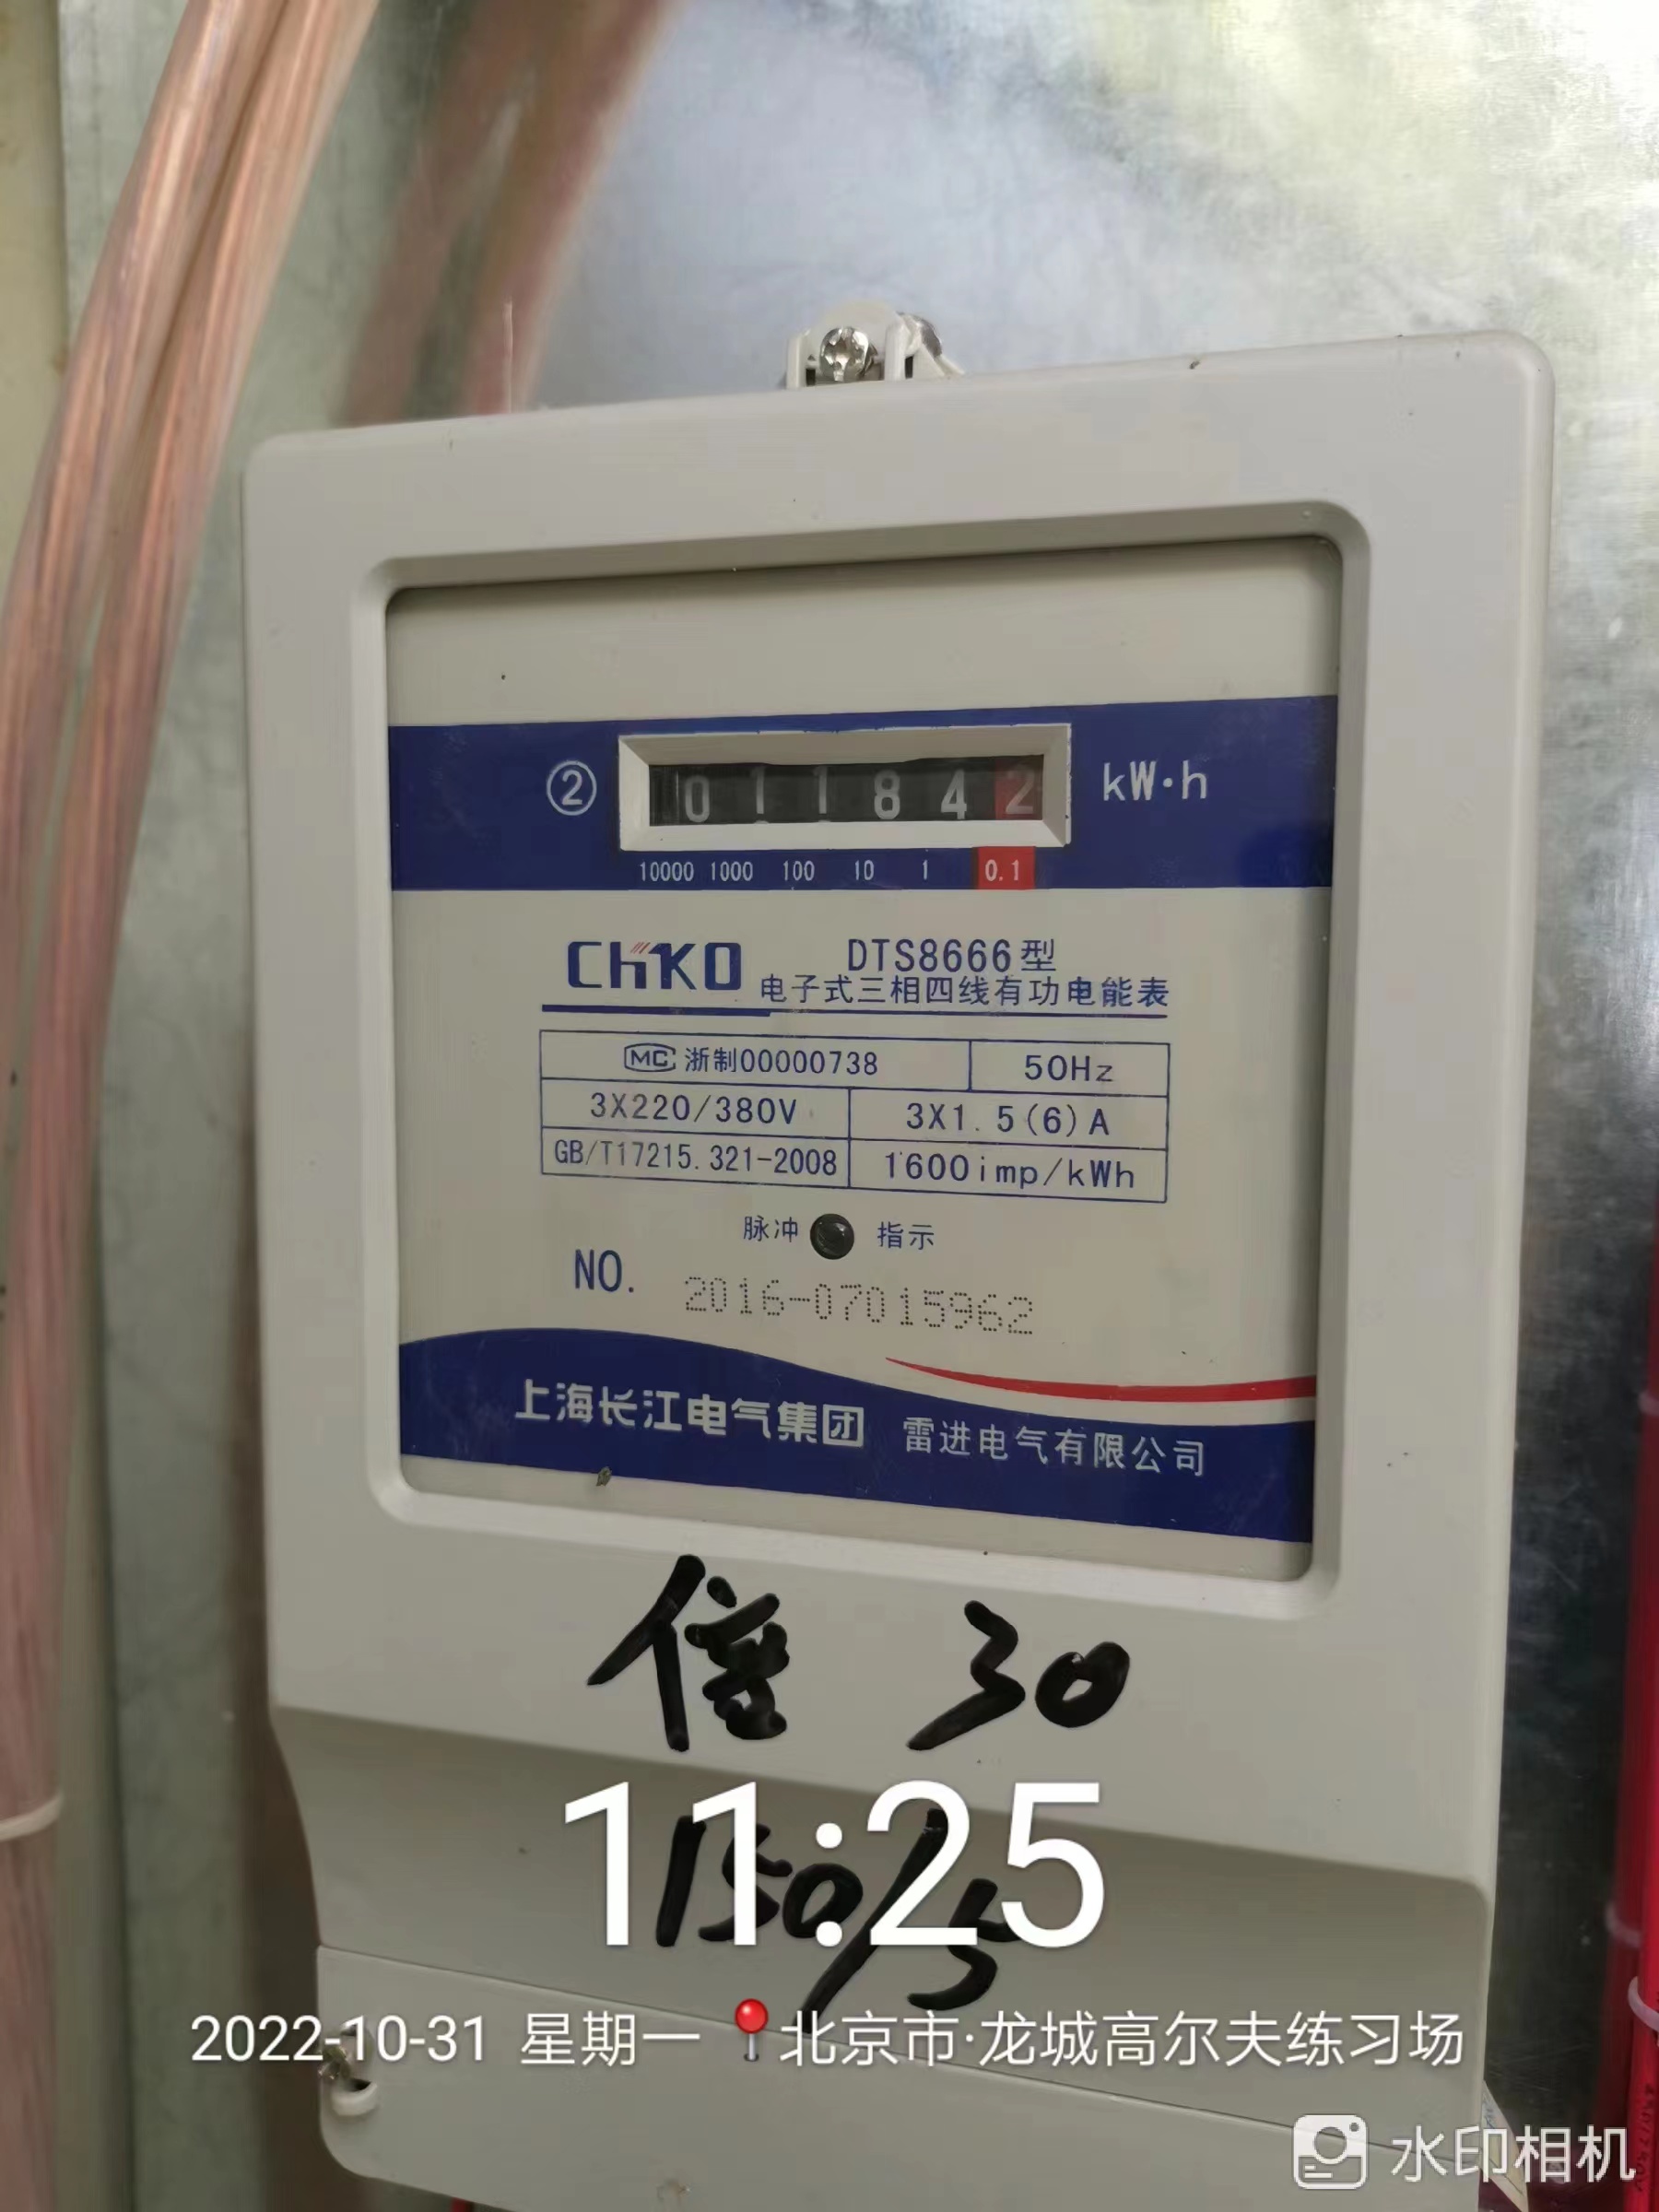 ② 011842 kW·h
10000 1000 100 10 1 0.1
CHKO DTS8666型
电子式三相四线有功电能表
MC 浙制00000738 50Hz
3X220/380V 3X1.5(6)A
GB/T17215.321-2008 1600imp/kWh
脉冲 指示
NO. 2016-07015962
上海长江电气集团 雷进电气有限公司
倍 30
11:25
150/5
2022-10-31 星期一 北京市·龙城高尔夫练习场
水印相机